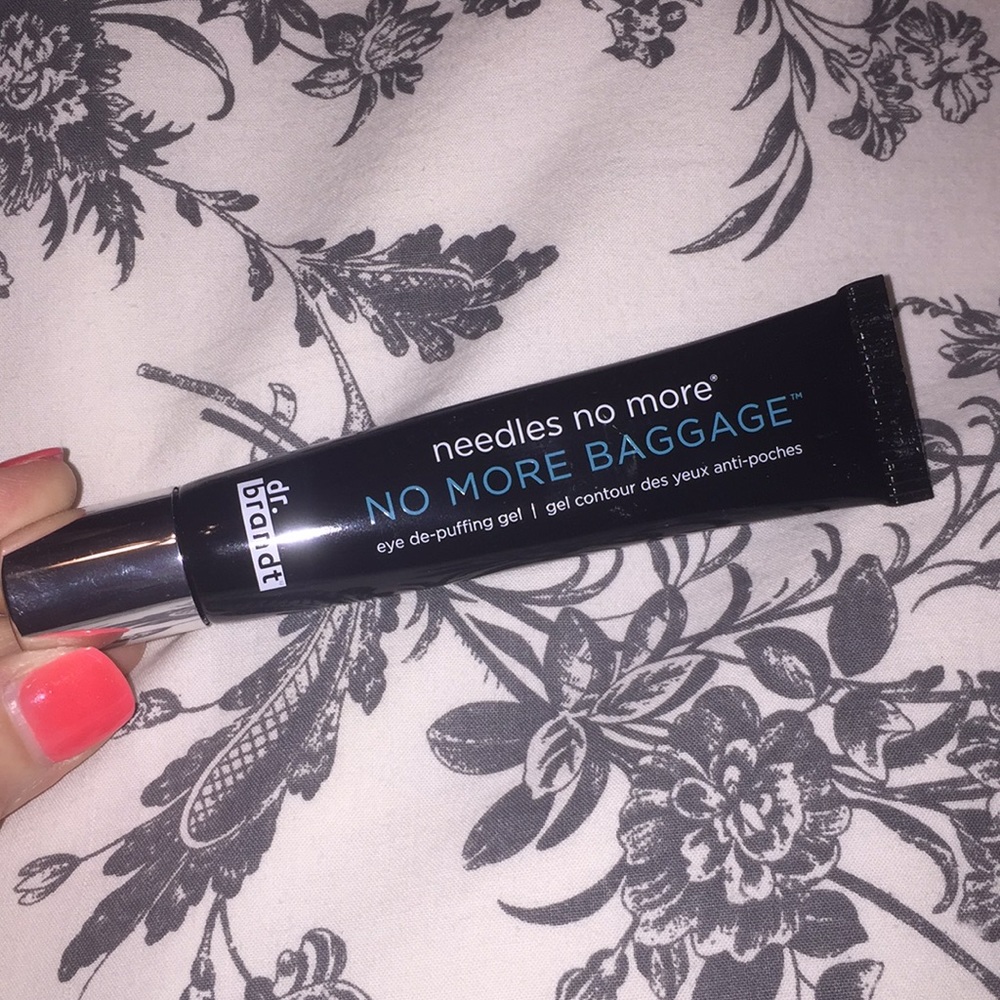 dr.
brandt
needles no more®
NO MORE BAGGAGE™
eye de-puffing gel | gel contour des yeux anti-poches